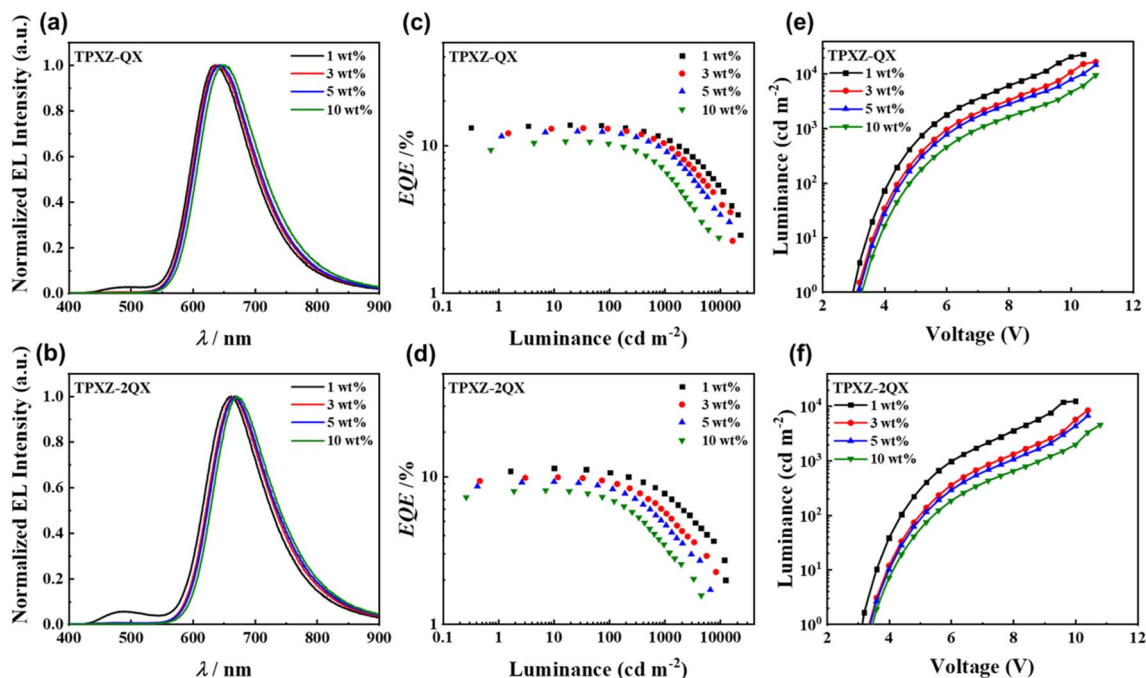 (a)
TPXZ-QX
1 wt%
3 wt%
5 wt%
10 wt%
Normalized EL Intensity (a.u.)
1.0
0.8
0.6
0.4
0.2
0.0
400 500 600 700 800 900
λ / nm
(c)
TPXZ-QX
1 wt%
3 wt%
5 wt%
10 wt%
EQE /%
10
1
0.1 1 10 100 1000 10000
Luminance (cd m⁻²)
(e)
TPXZ-QX
1 wt%
3 wt%
5 wt%
10 wt%
Luminance (cd m⁻²)
10⁴
10³
10²
10¹
10⁰
2 4 6 8 10 12
Voltage (V)
(b)
TPXZ-2QX
1 wt%
3 wt%
5 wt%
10 wt%
Normalized EL Intensity (a.u.)
1.0
0.8
0.6
0.4
0.2
0.0
400 500 600 700 800 900
λ / nm
(d)
TPXZ-2QX
1 wt%
3 wt%
5 wt%
10 wt%
EQE /%
10
1
0.1 1 10 100 1000 10000
Luminance (cd m⁻²)
(f)
TPXZ-2QX
1 wt%
3 wt%
5 wt%
10 wt%
Luminance (cd m⁻²)
10⁴
10³
10²
10¹
10⁰
2 4 6 8 10 12
Voltage (V)